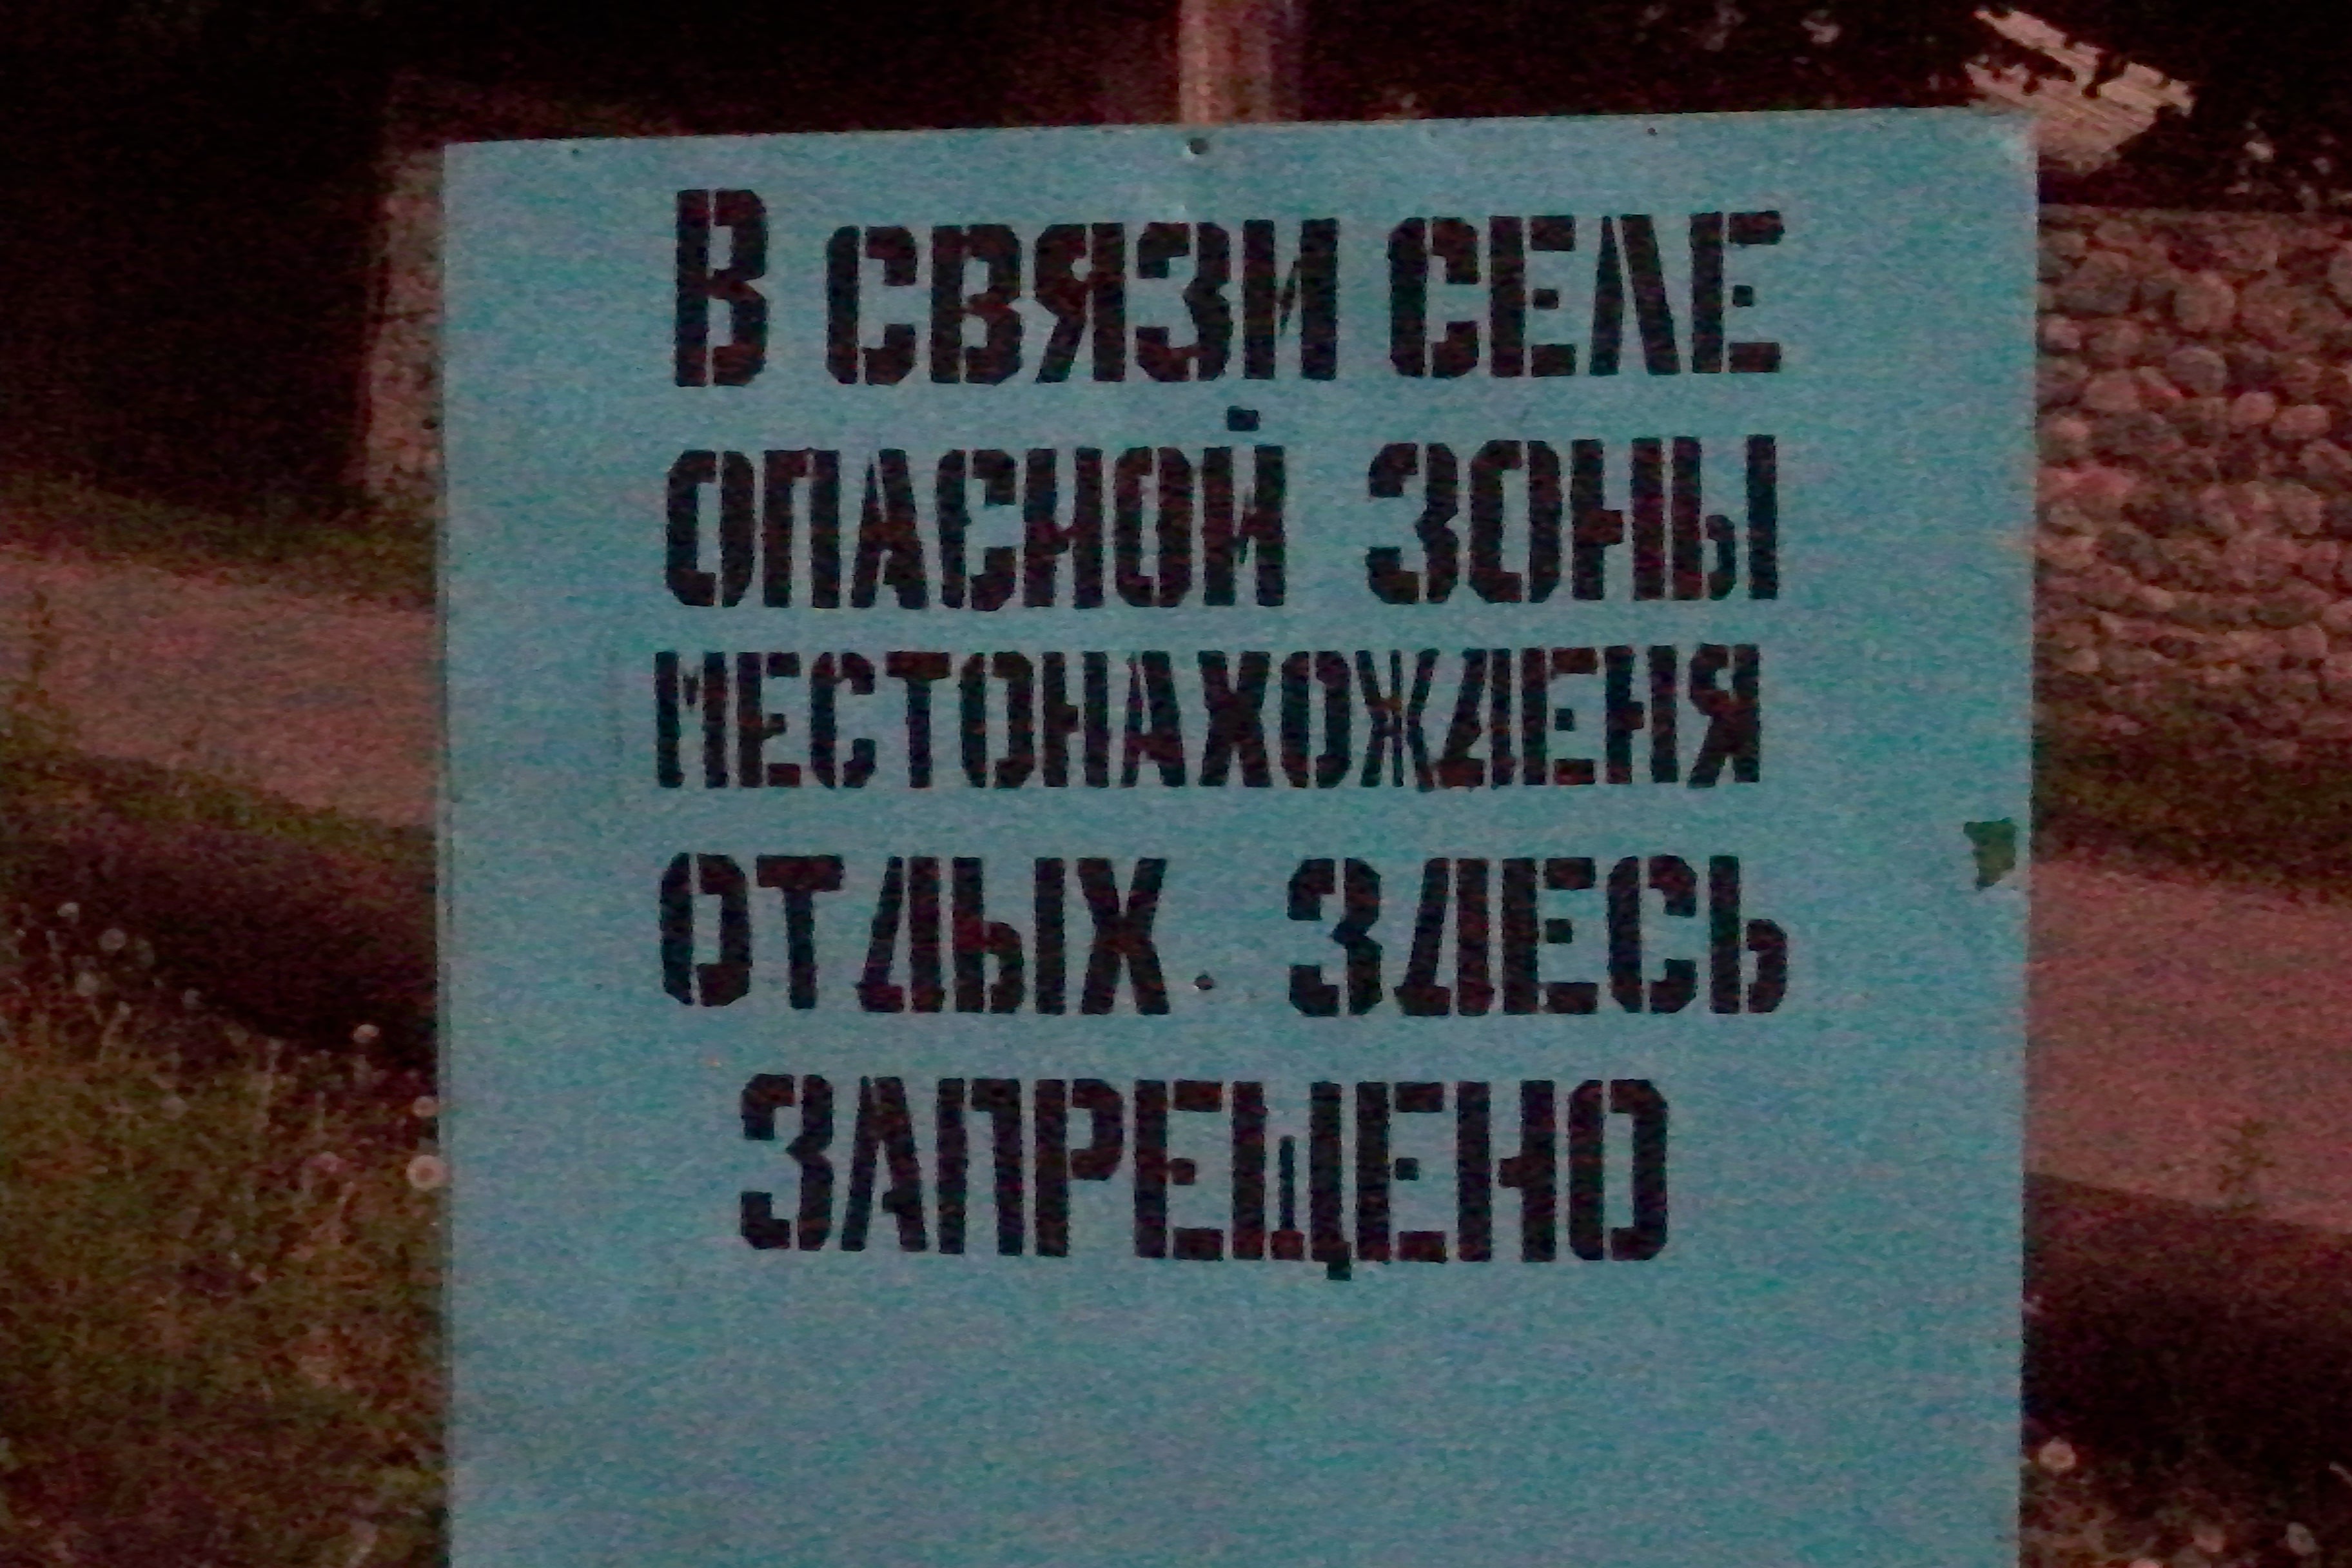 В СВЯЗИ СЕЛЕ
ОПАСНОЙ ЗОНЫ
МЕСТОНАХОЖДЕНЯ
ОТДЫХ ЗДЕСЬ
ЗАПРЕЩЕНО